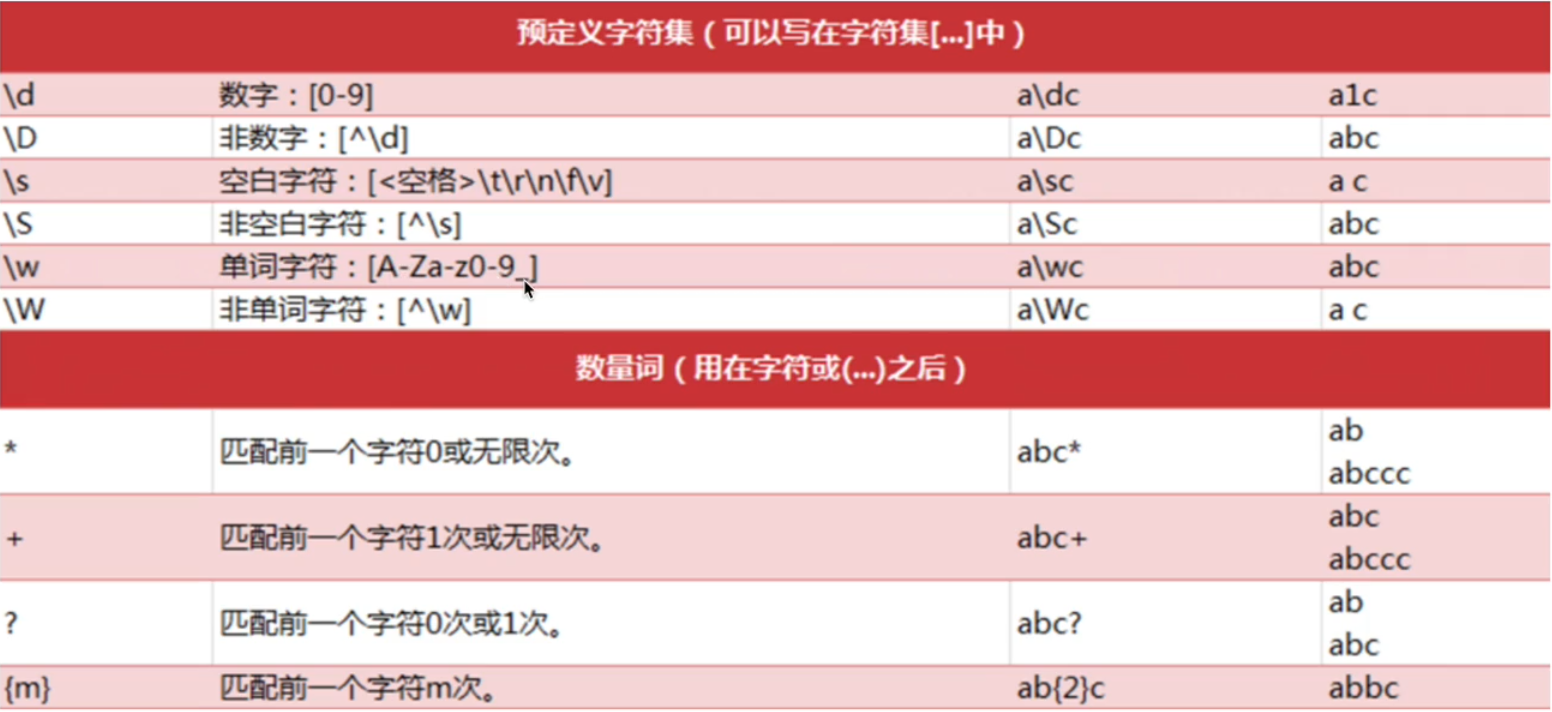 预定义字符集（可以写在字符集[...]中）
\d 数字：[0-9] a\dc a1c
\D 非数字：[^\d] a\Dc abc
\s 空白字符：[<空格>\t\r\n\f\v] a\sc a c
\S 非空白字符：[^\s] a\Sc abc
\w 单词字符：[A-Za-z0-9_] a\wc abc
\W 非单词字符：[^\w] a\Wc a c
数量词（用在字符或(...)之后）
* 匹配前一个字符0或无限次。 abc* ab
abccc
+ 匹配前一个字符1次或无限次。 abc+ abc
abccc
? 匹配前一个字符0次或1次。 abc? ab
abc
{m} 匹配前一个字符m次。 ab{2}c abbc